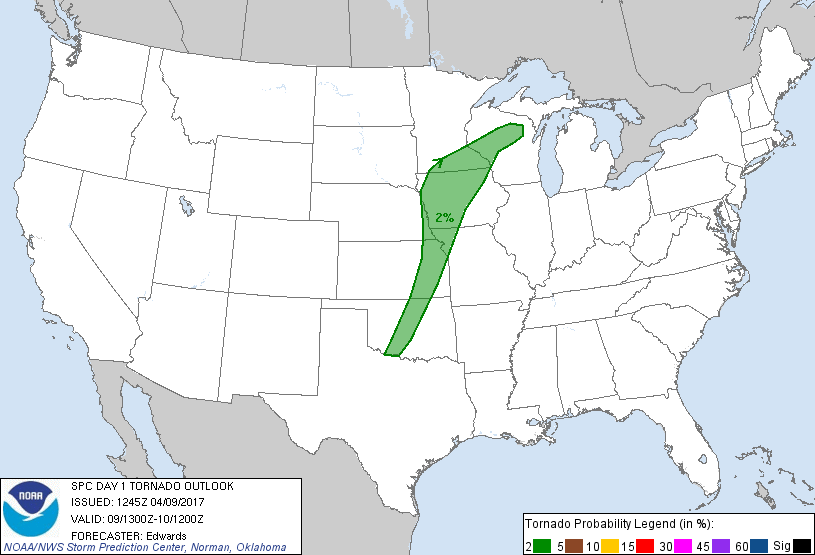 2%
NOAA
SPC DAY 1 TORNADO OUTLOOK
ISSUED: 1245Z 04/09/2017
VALID: 09/1300Z-10/1200Z
FORECASTER: Edwards
NOAA/NWS Storm Prediction Center, Norman, Oklahoma
Tornado Probability Legend (in %):
2 5 10 15 30 45 60 Sig